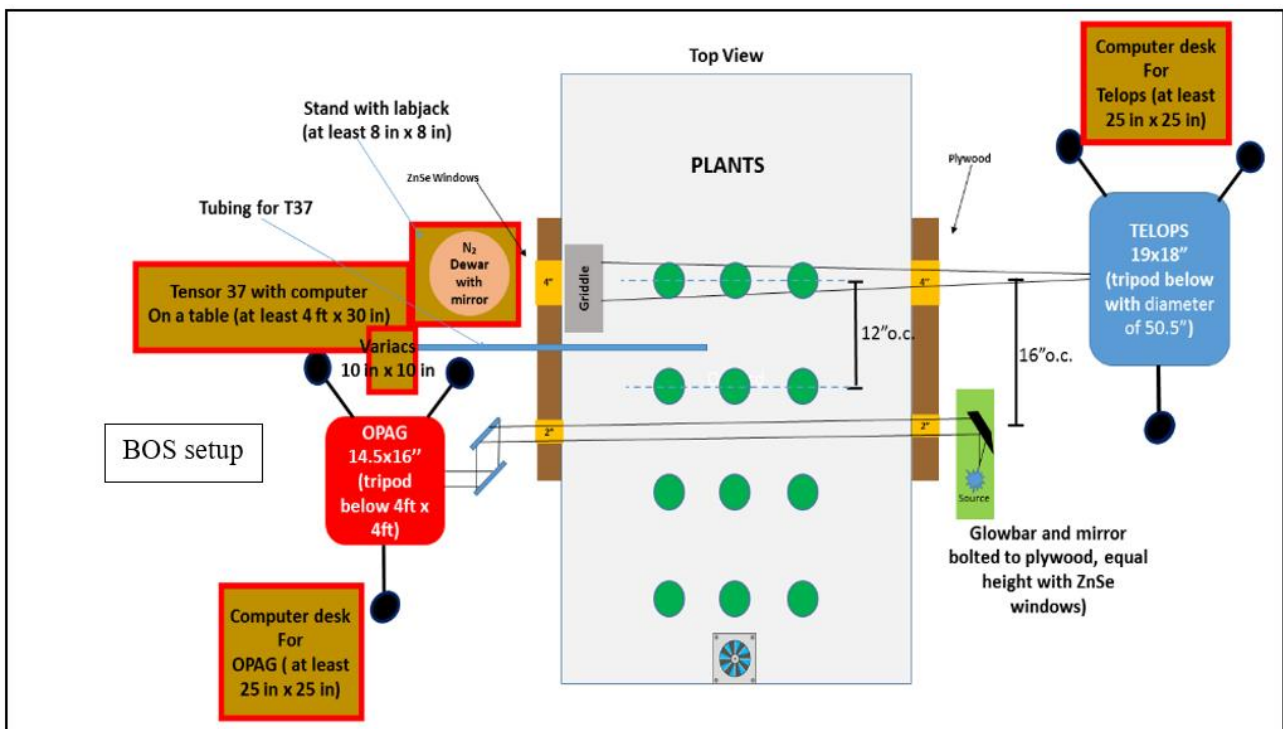 Top View
Computer desk
For
Telops (at least
25 in x 25 in)
Stand with labjack
(at least 8 in x 8 in)
ZnSe Windows
PLANTS
Plywood
Tubing for T37
N₂
Dewar
with
mirror
4"
Griddle
4"
TELOPS
19x18"
(tripod below
with diameter
of 50.5")
Tensor 37 with computer
On a table (at least 4 ft x 30 in)
Variacs
10 in x 10 in
12"o.c.
16"o.c.
BOS setup
OPAG
14.5x16''
(tripod
below 4ft x
4ft)
2"
2"
Source
Glowbar and mirror
bolted to plywood, equal
height with ZnSe
windows)
Computer desk
For
OPAG ( at least
25 in x 25 in)